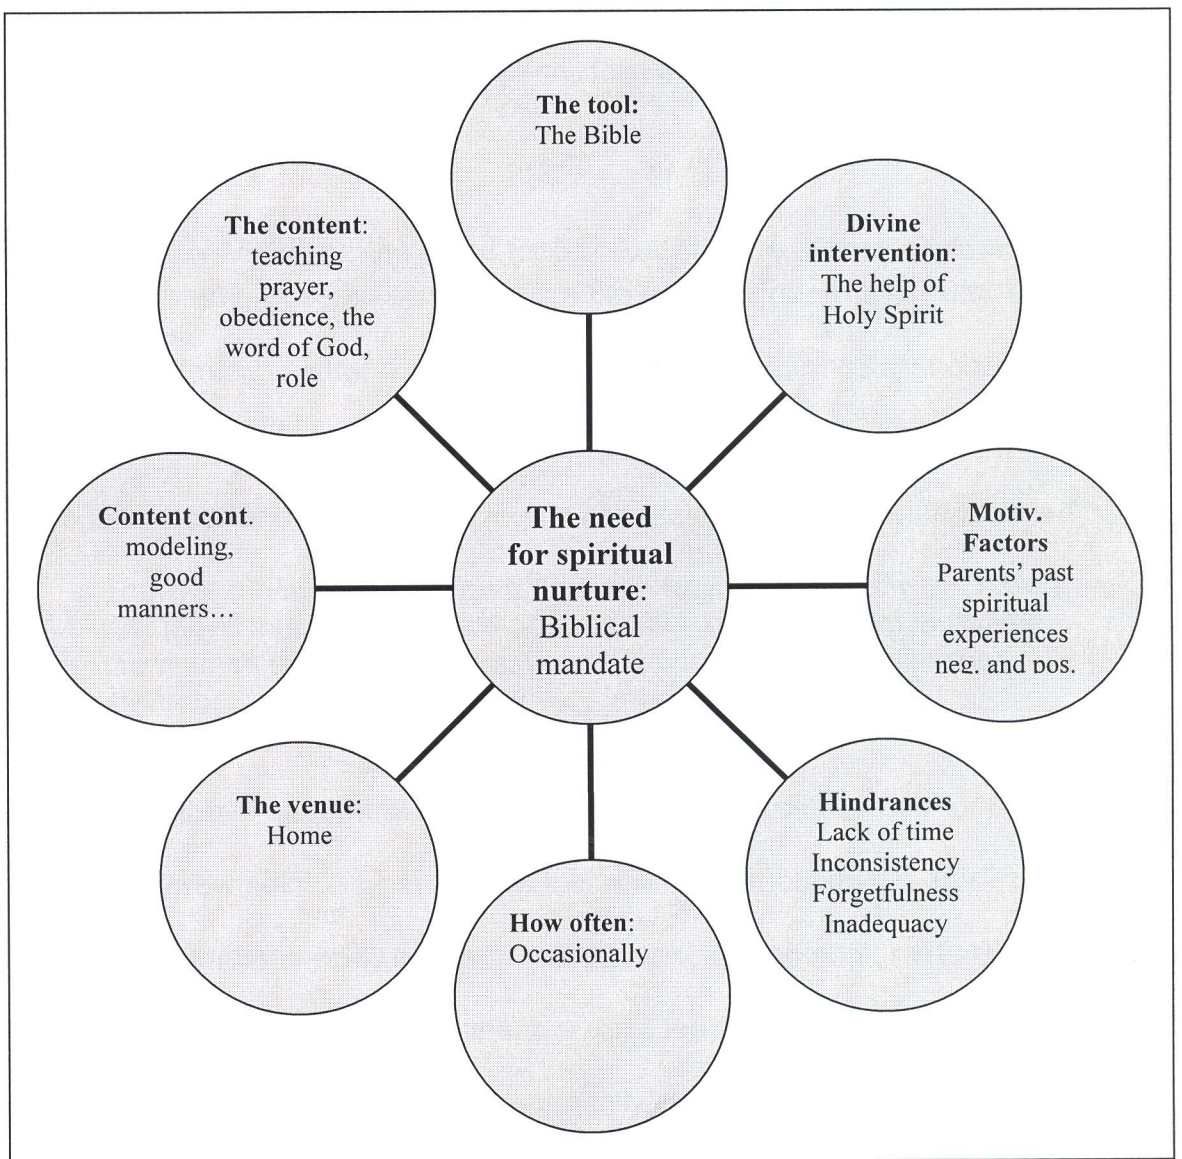 The tool:
The Bible
Divine
intervention:
The help of
Holy Spirit
Motiv.
Factors
Parents’ past
spiritual
experiences
neg. and pos.
Hindrances
Lack of time
Inconsistency
Forgetfulness
Inadequacy
How often:
Occasionally
The venue:
Home
Content cont.
modeling,
good
manners…
The content:
teaching
prayer,
obedience, the
word of God,
role
The need
for spiritual
nurture:
Biblical
mandate